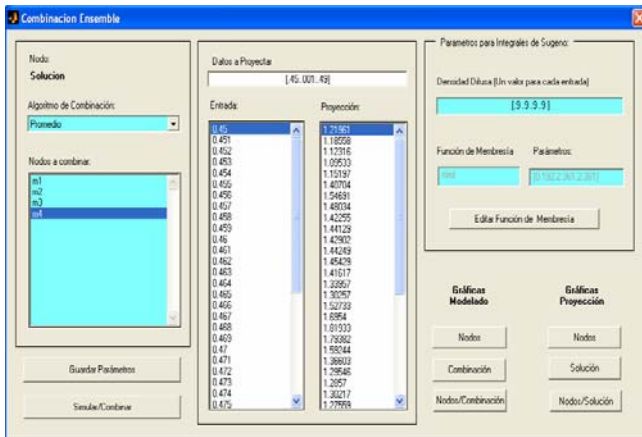 Combinacion Ensemble
Nodo:
Solucion
Algoritmo de Combinación:
Promedio
Nodos a combinar:
m1
m2
m3
m4
Guardar Parámetros
Simular/Combinar
Datos a Proyectar
[.45:.001:.49]
Entrada:
0.45
0.451
0.452
0.453
0.454
0.455
0.456
0.457
0.458
0.459
0.46
0.461
0.462
0.463
0.464
0.465
0.466
0.467
0.468
0.469
0.47
0.471
0.472
0.473
0.474
0.475
Proyección:
1.21961
1.18558
1.12316
1.09533
1.15197
1.40704
1.54691
1.48034
1.42255
1.44129
1.42902
1.44249
1.45429
1.41617
1.33957
1.30257
1.52733
1.6954
1.81933
1.79382
1.59244
1.36603
1.29546
1.2857
1.30217
1.27559
Parametros para Integrales de Sugeno:
Densidad Difusa (Un valor para cada entrada)
[.9 .9 .9 .9]
Función de Membresía
Parámetros:
Editar Función de Membresía
Gráficas Modelado
Nodos
Combinación
Nodos/Combinación
Gráficas Proyección
Nodos
Solución
Nodos/Solución